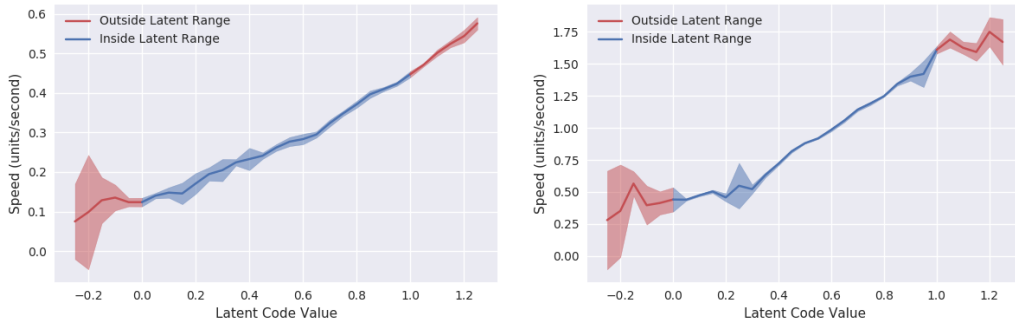 0.6
0.5
0.4
0.3
0.2
0.1
0.0
Speed (units/second)
Outside Latent Range
Inside Latent Range
−0.2 0.0 0.2 0.4 0.6 0.8 1.0 1.2
Latent Code Value
1.75
1.50
1.25
1.00
0.75
0.50
0.25
0.00
Speed (units/second)
Outside Latent Range
Inside Latent Range
−0.2 0.0 0.2 0.4 0.6 0.8 1.0 1.2
Latent Code Value